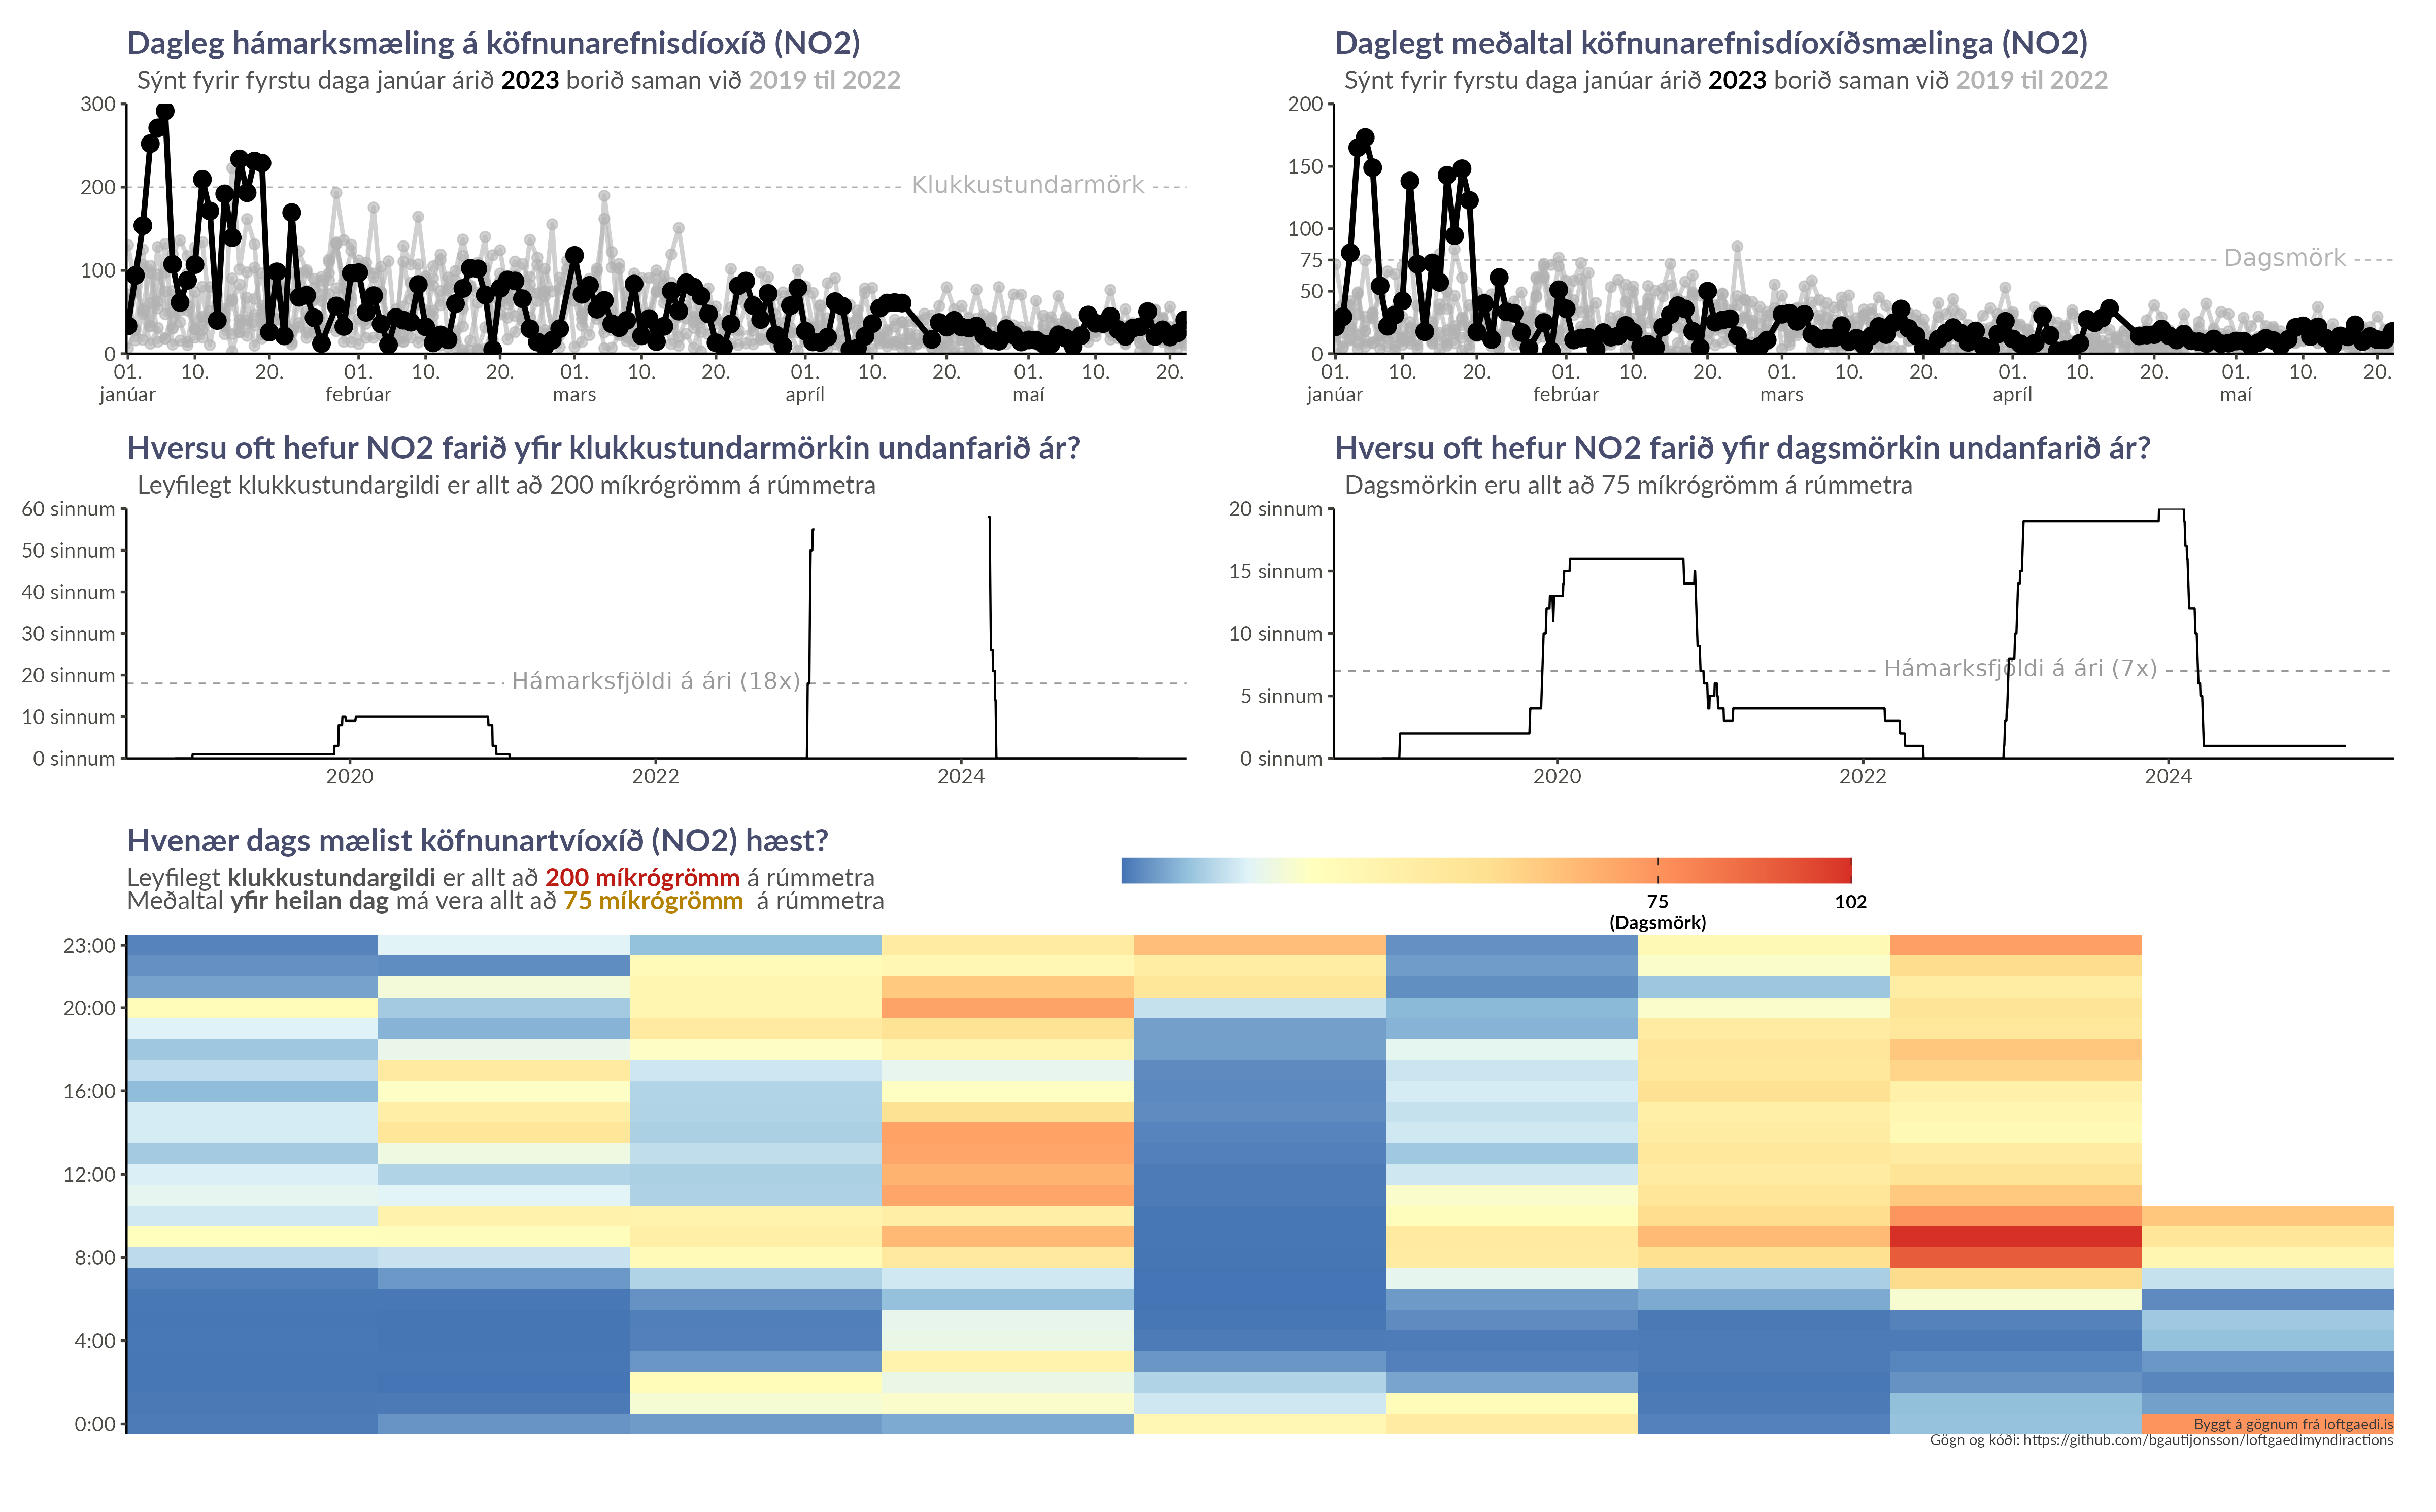 Dagleg hámarksmæling á köfnunarefnisdíoxíð (NO2)
Sýnt fyrir fyrstu daga janúar árið 2023 borið saman við 2019 til 2022
300
200
100
0
Klukkustundarmörk
01. 10. 20. 01. 10. 20. 01. 10. 20. 01. 10. 20. 01. 10. 20.
janúar febrúar mars apríl maí
Daglegt meðaltal köfnunarefnisdíoxíðsmælinga (NO2)
Sýnt fyrir fyrstu daga janúar árið 2023 borið saman við 2019 til 2022
200
150
100
75
50
0
Dagsmörk
01. 10. 20. 01. 10. 20. 01. 10. 20. 01. 10. 20. 01. 10. 20.
janúar febrúar mars apríl maí
Hversu oft hefur NO2 farið yfir klukkustundarmörkin undanfarið ár?
Leyfilegt klukkustundargildi er allt að 200 míkrógrömm á rúmmetra
60 sinnum
50 sinnum
40 sinnum
30 sinnum
20 sinnum
10 sinnum
0 sinnum
Hámarksfjöldi á ári (18x)
2020 2022 2024
Hversu oft hefur NO2 farið yfir dagsmörkin undanfarið ár?
Dagsmörkin eru allt að 75 míkrógrömm á rúmmetra
20 sinnum
15 sinnum
10 sinnum
5 sinnum
0 sinnum
Hámarksfjöldi á ári (7x)
2020 2022 2024
Hvenær dags mælist köfnunartvíoxíð (NO2) hæst?
Leyfilegt klukkustundargildi er allt að 200 míkrógrömm á rúmmetra
Meðaltal yfir heilan dag má vera allt að 75 míkrógrömm á rúmmetra
75 102
(Dagsmörk)
23:00
20:00
16:00
12:00
8:00
4:00
0:00
Byggt á gögnum frá loftgaedi.is
Gögn og kóði: https://github.com/bgautijonsson/loftgaedimyndiractions